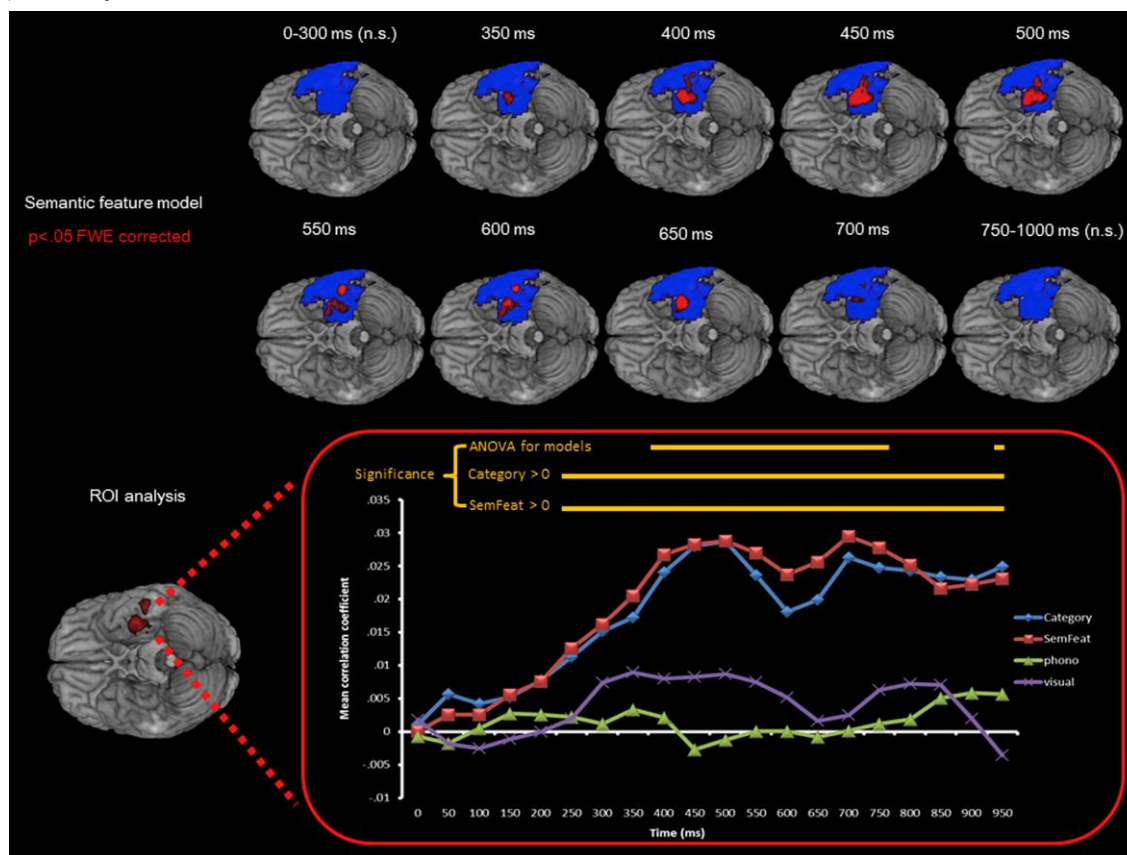 0-300 ms (n.s.) 350 ms 400 ms 450 ms 500 ms
Semantic feature model
p<.05 FWE corrected
550 ms 600 ms 650 ms 700 ms 750-1000 ms (n.s.)
ANOVA for models
Significance
Category > 0
SemFeat > 0
ROI analysis
.035
.03
.025
.02
.015
.01
.005
0
-.005
-.01
Mean correlation coefficient
Category
SemFeat
phono
visual
0 50 100 150 200 250 300 350 400 450 500 550 600 650 700 750 800 850 900 950
Time (ms)